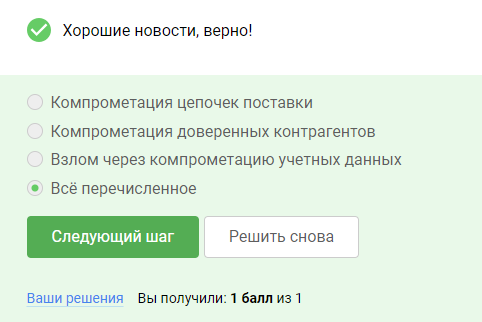 Хорошие новости, верно!
Компрометация цепочек поставки
Компрометация доверенных контрагентов
Взлом через компрометацию учетных данных
Всё перечисленное
Следующий шаг
Решить снова
Ваши решения Вы получили: 1 балл из 1